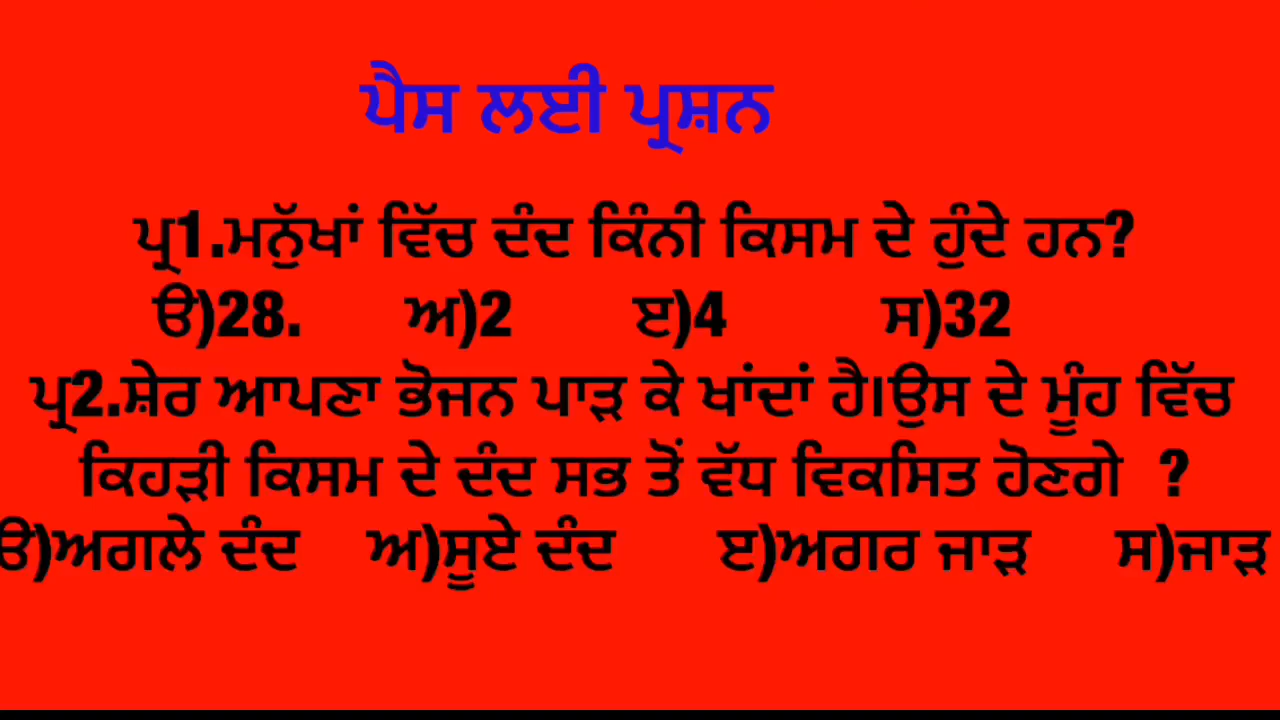 ਪੈਸ ਲਈ ਪ੍ਰਸ਼ਨ
ਪ੍ਰ1.ਮਨੁੱਖਾਂ ਵਿੱਚ ਦੰਦ ਕਿੰਨੀ ਕਿਸਮ ਦੇ ਹੁੰਦੇ ਹਨ?
ੳ)28. ਅ)2 ੲ)4 ਸ)32
ਪ੍ਰ2.ਸ਼ੇਰ ਆਪਣਾ ਭੋਜਨ ਪਾੜ ਕੇ ਖਾਂਦਾਂ ਹੈ।ਉਸ ਦੇ ਮੂੰਹ ਵਿੱਚ
ਕਿਹੜੀ ਕਿਸਮ ਦੇ ਦੰਦ ਸਭ ਤੋਂ ਵੱਧ ਵਿਕਸਿਤ ਹੋਣਗੇ ?
ੳ)ਅਗਲੇ ਦੰਦ ਅ)ਸੂਏ ਦੰਦ ੲ)ਅਗਰ ਜਾੜ ਸ)ਜਾੜ